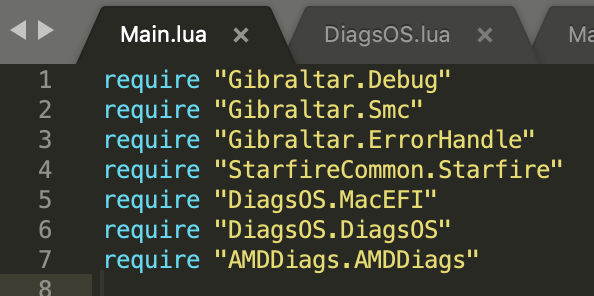 Main.lua × DiagsOS.lua × Ma
1 require "Gibraltar.Debug"
2 require "Gibraltar.Smc"
3 require "Gibraltar.ErrorHandle"
4 require "StarfireCommon.Starfire"
5 require "DiagsOS.MacEFI"
6 require "DiagsOS.DiagsOS"
7 require "AMDDiags.AMDDiags"
8